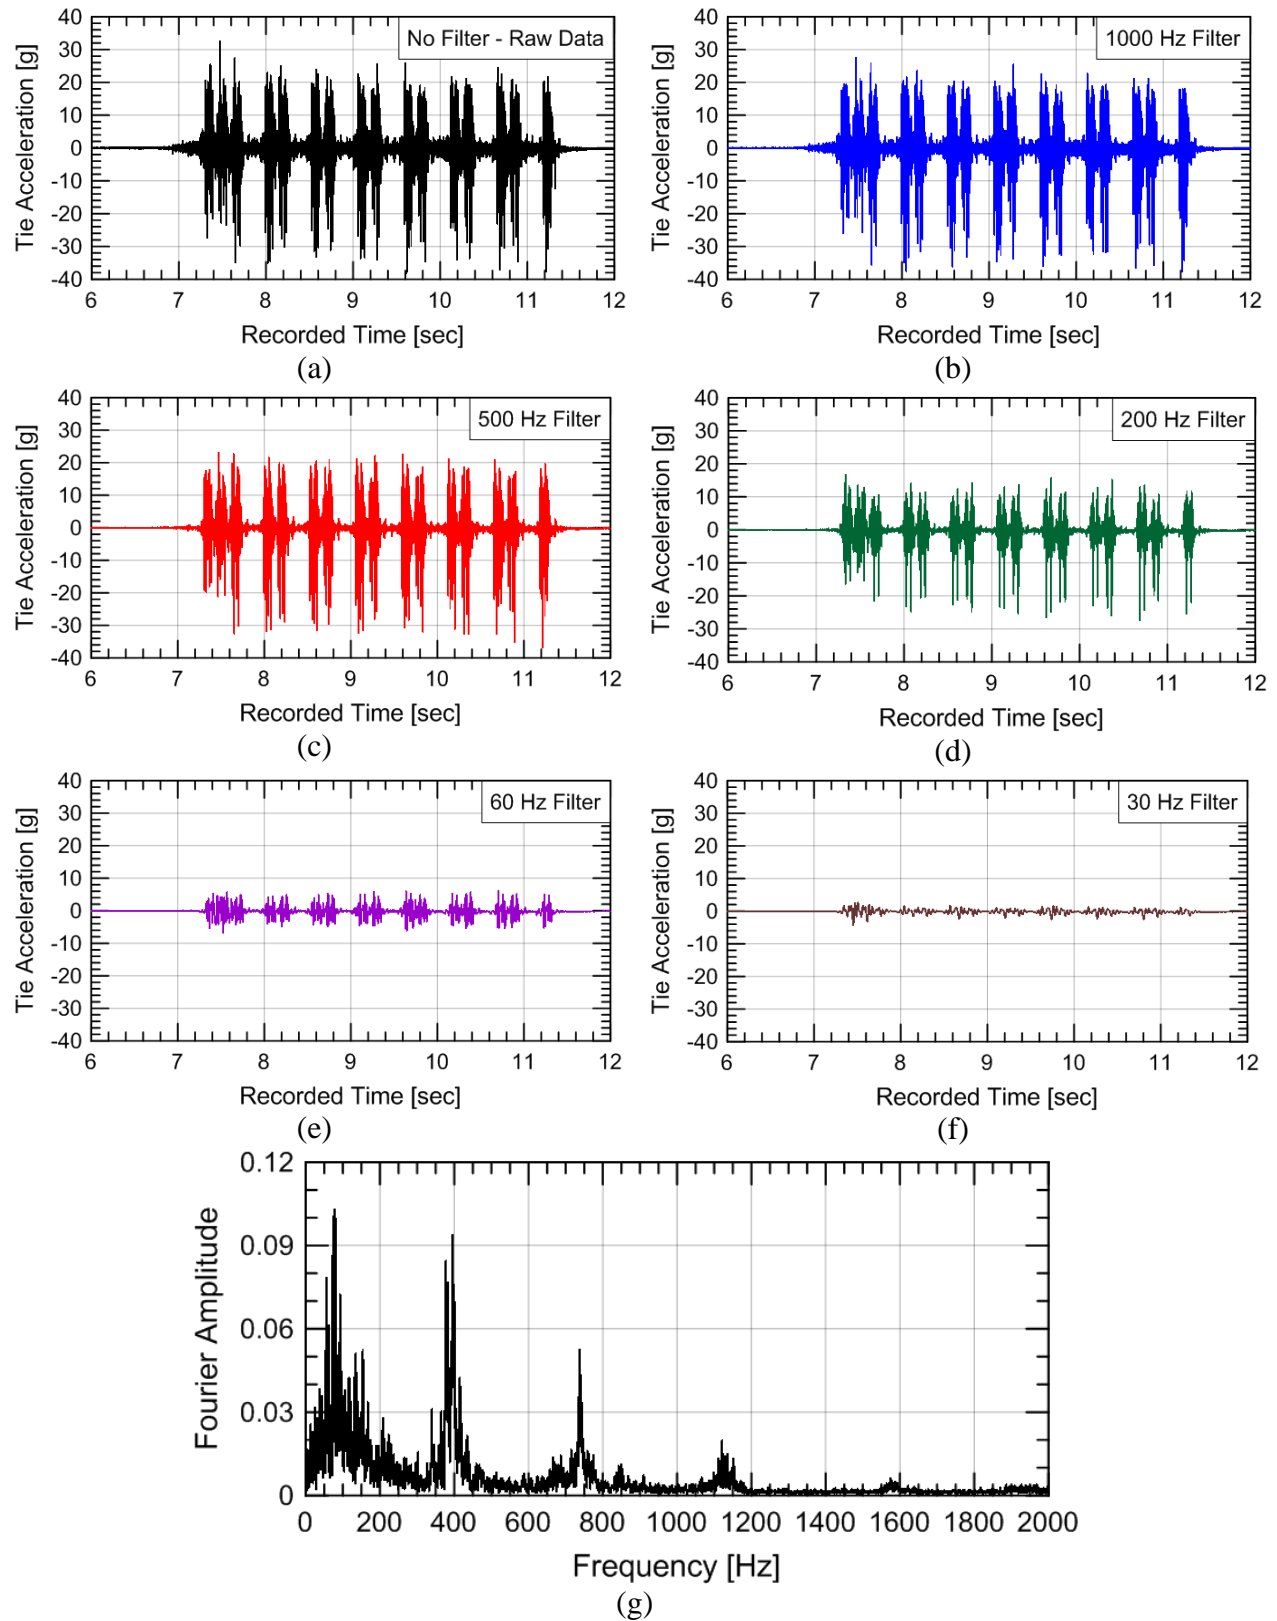 40
30
20
10
0
-10
-20
-30
-40
Tie Acceleration [g]
No Filter - Raw Data
6 7 8 9 10 11 12
Recorded Time [sec]
(a)
40
30
20
10
0
-10
-20
-30
-40
Tie Acceleration [g]
1000 Hz Filter
6 7 8 9 10 11 12
Recorded Time [sec]
(b)
40
30
20
10
0
-10
-20
-30
-40
Tie Acceleration [g]
500 Hz Filter
6 7 8 9 10 11 12
Recorded Time [sec]
(c)
40
30
20
10
0
-10
-20
-30
-40
Tie Acceleration [g]
200 Hz Filter
6 7 8 9 10 11 12
Recorded Time [sec]
(d)
40
30
20
10
0
-10
-20
-30
-40
Tie Acceleration [g]
60 Hz Filter
6 7 8 9 10 11 12
Recorded Time [sec]
(e)
40
30
20
10
0
-10
-20
-30
-40
Tie Acceleration [g]
30 Hz Filter
6 7 8 9 10 11 12
Recorded Time [sec]
(f)
0.12
0.09
0.06
0.03
0
Fourier Amplitude
0 200 400 600 800 1000 1200 1400 1600 1800 2000
Frequency [Hz]
(g)